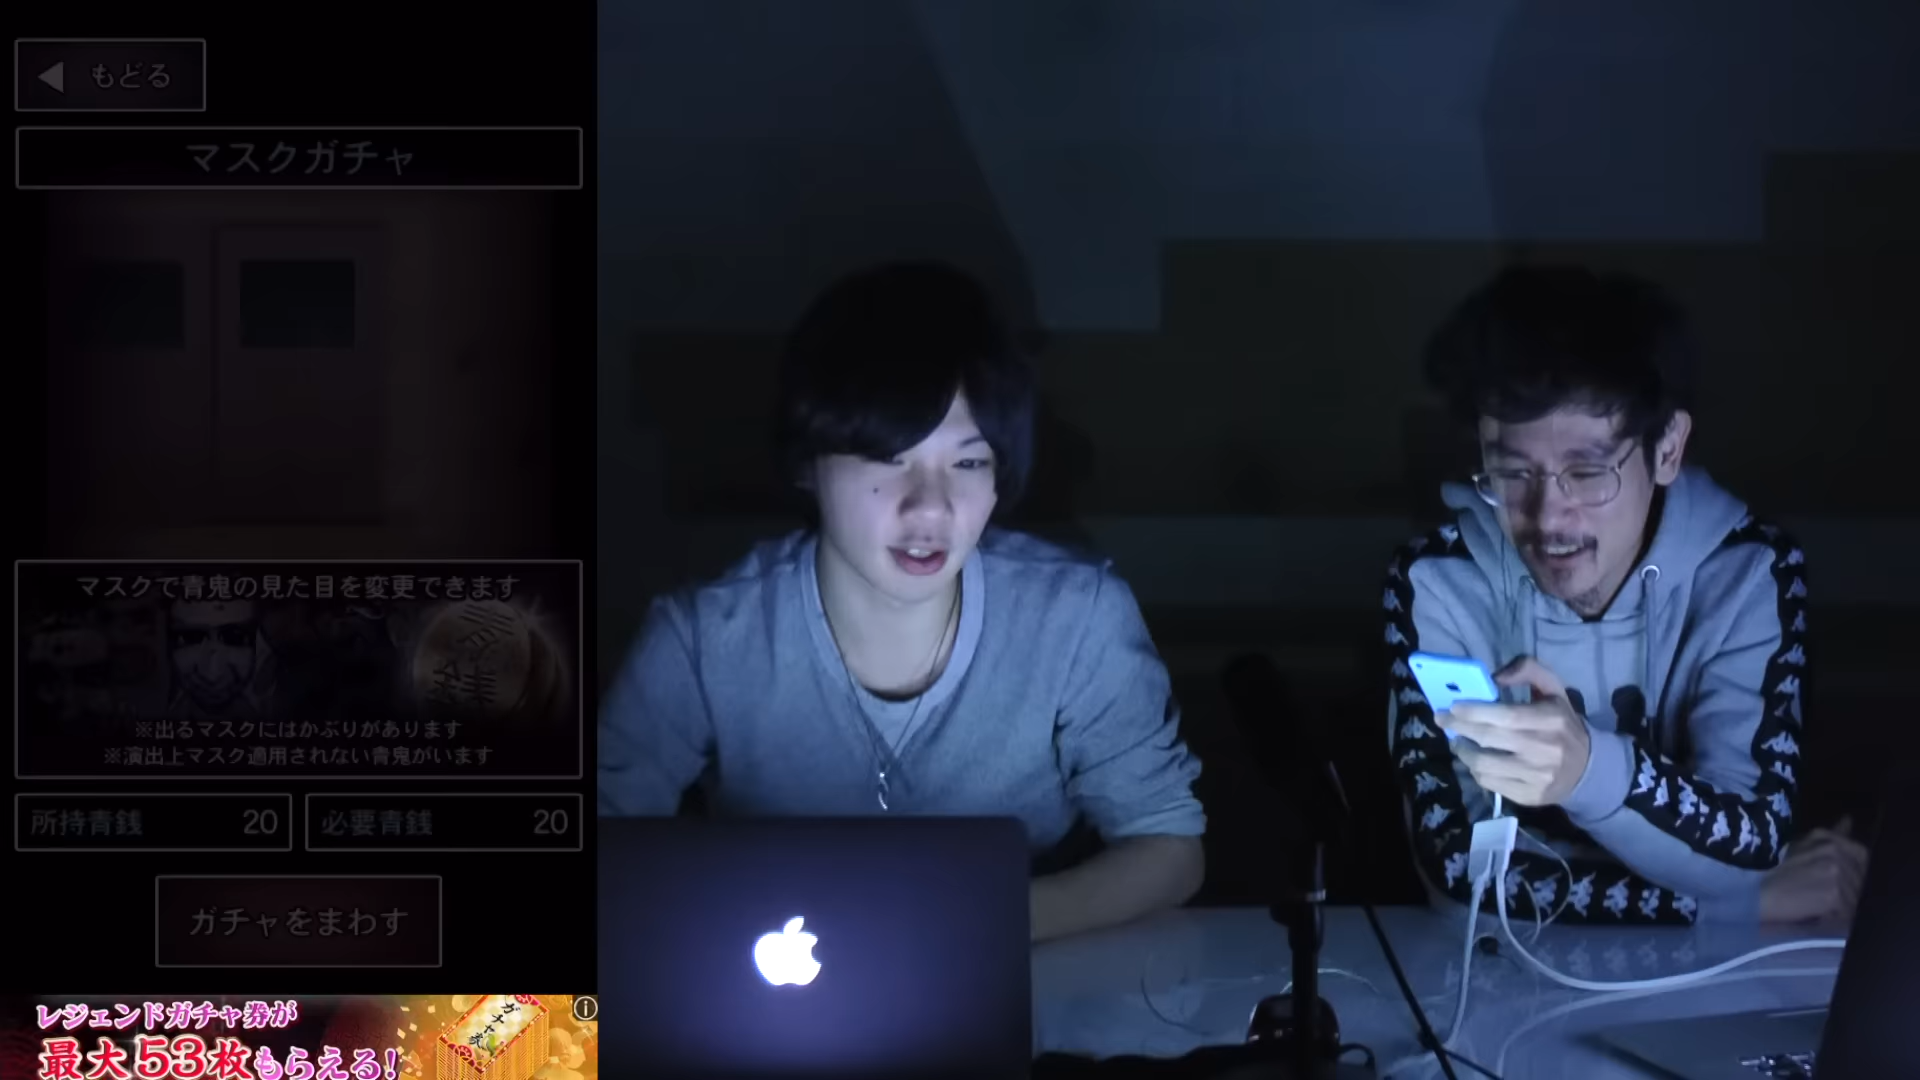 もどる
マスクガチャ
マスクで青鬼の見た目を変更できます
※出るマスクにはかぶりがあります
※演出上マスク適用されない青鬼がいます
所持青銭 20
必要青銭 20
ガチャをまわす
レジェンドガチャ券が
最大53枚もらえる!
ガチャ券